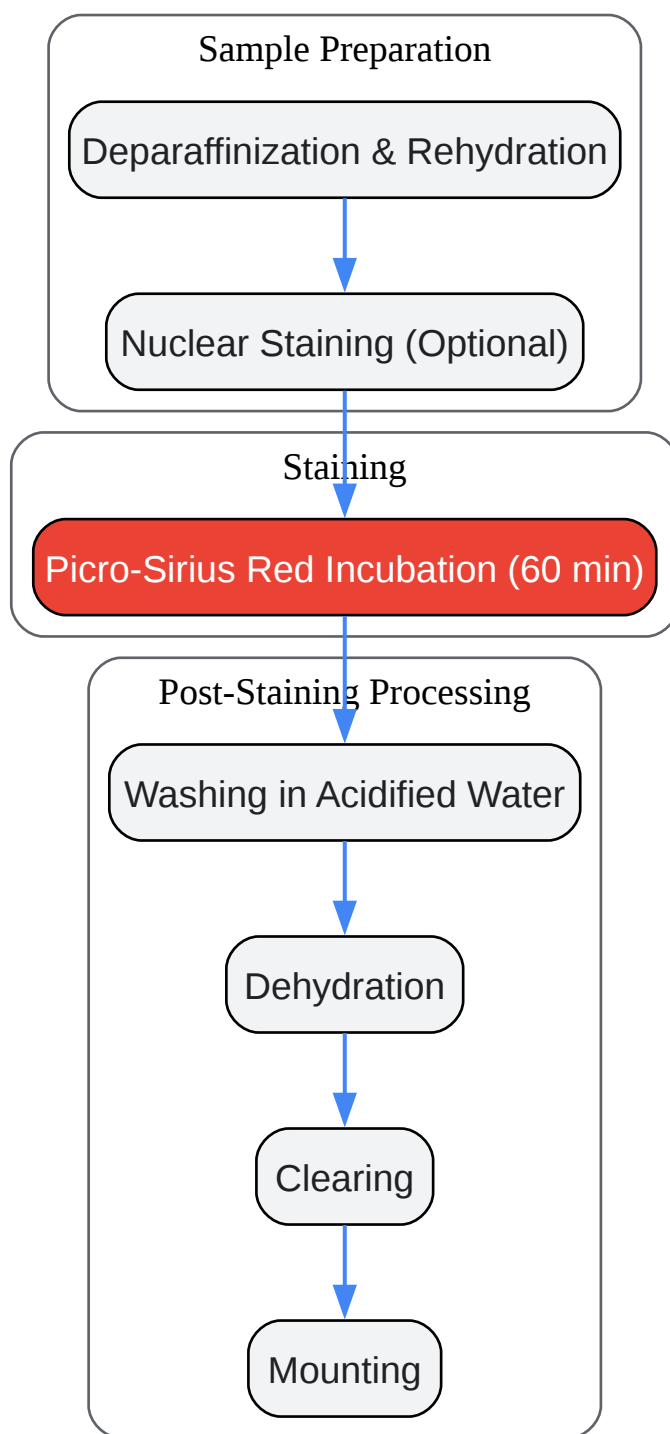 Sample Preparation
Deparaffinization & Rehydration
Nuclear Staining (Optional)
Staining
Picro-Sirius Red Incubation (60 min)
Post-Staining Processing
Washing in Acidified Water
Dehydration
Clearing
Mounting